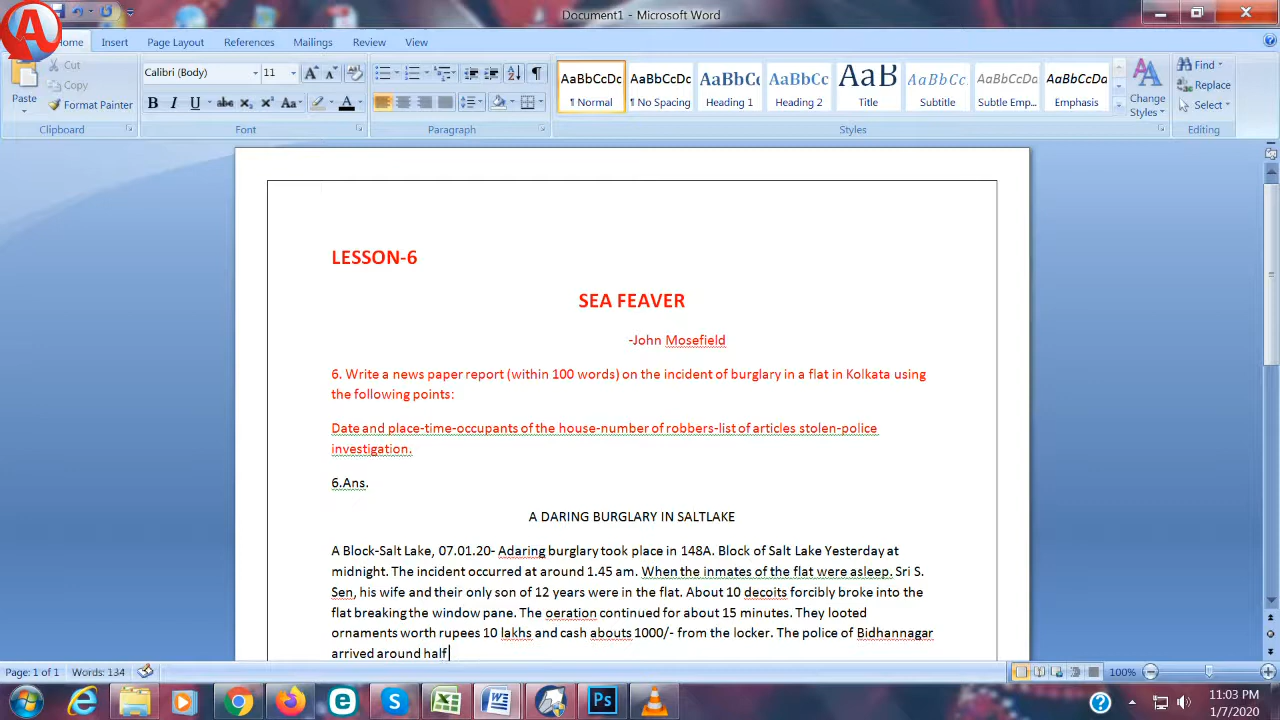 Document1 - Microsoft Word
Home Insert Page Layout References Mailings Review View
Paste Cut Copy Format Painter
Calibri (Body) 11
AaBbCcDc AaBbCcDc AaBbCc AaBbCc AaB AaBbCc AaBbCcDa AaBbCcDa
¶ Normal ¶ No Spacing Heading 1 Heading 2 Title Subtitle Subtle Emp... Emphasis
Change Styles
Find Replace Select
Clipboard Font Paragraph Styles Editing
LESSON-6
SEA FEAVER
-John Mosefield
6. Write a news paper report (within 100 words) on the incident of burglary in a flat in Kolkata using
the following points:
Date and place-time-occupants of the house-number of robbers-list of articles stolen-police
investigation.
6.Ans.
A DARING BURGLARY IN SALTLAKE
A Block-Salt Lake, 07.01.20- Adaring burglary took place in 148A. Block of Salt Lake Yesterday at
midnight. The incident occurred at around 1.45 am. When the inmates of the flat were asleep. Sri S.
Sen, his wife and their only son of 12 years were in the flat. About 10 decoits forcibly broke into the
flat breaking the window pane. The oeration continued for about 15 minutes. They looted
ornaments worth rupees 10 lakhs and cash abouts 1000/- from the locker. The police of Bidhannagar
arrived around half
Page: 1 of 1 Words: 134 100%
11:03 PM
1/7/2020